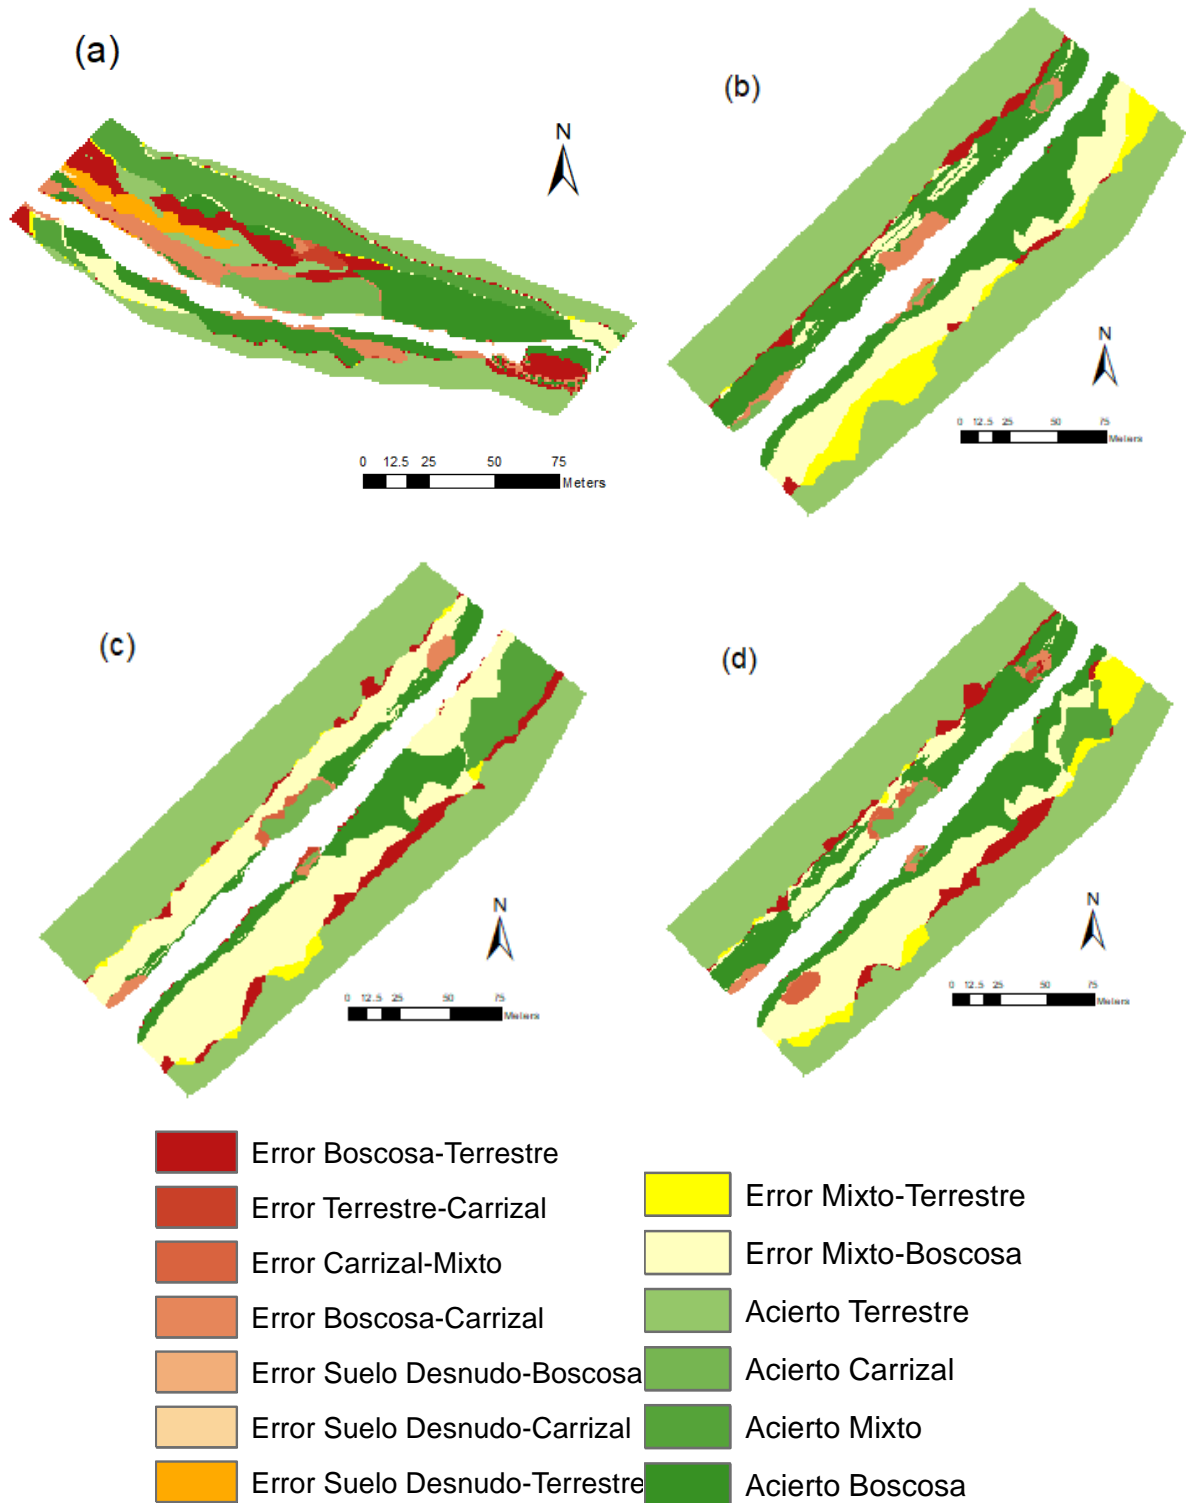 (a)
N
0 12.5 25 50 75
Meters
(b)
N
0 12.5 25 50 75
Meters
(c)
N
0 12.5 25 50 75
Meters
(d)
N
0 12.5 25 50 75
Meters
Error Boscosa-Terrestre
Error Terrestre-Carrizal
Error Carrizal-Mixto
Error Boscosa-Carrizal
Error Suelo Desnudo-Boscosa
Error Suelo Desnudo-Carrizal
Error Suelo Desnudo-Terrestre
Error Mixto-Terrestre
Error Mixto-Boscosa
Acierto Terrestre
Acierto Carrizal
Acierto Mixto
Acierto Boscosa